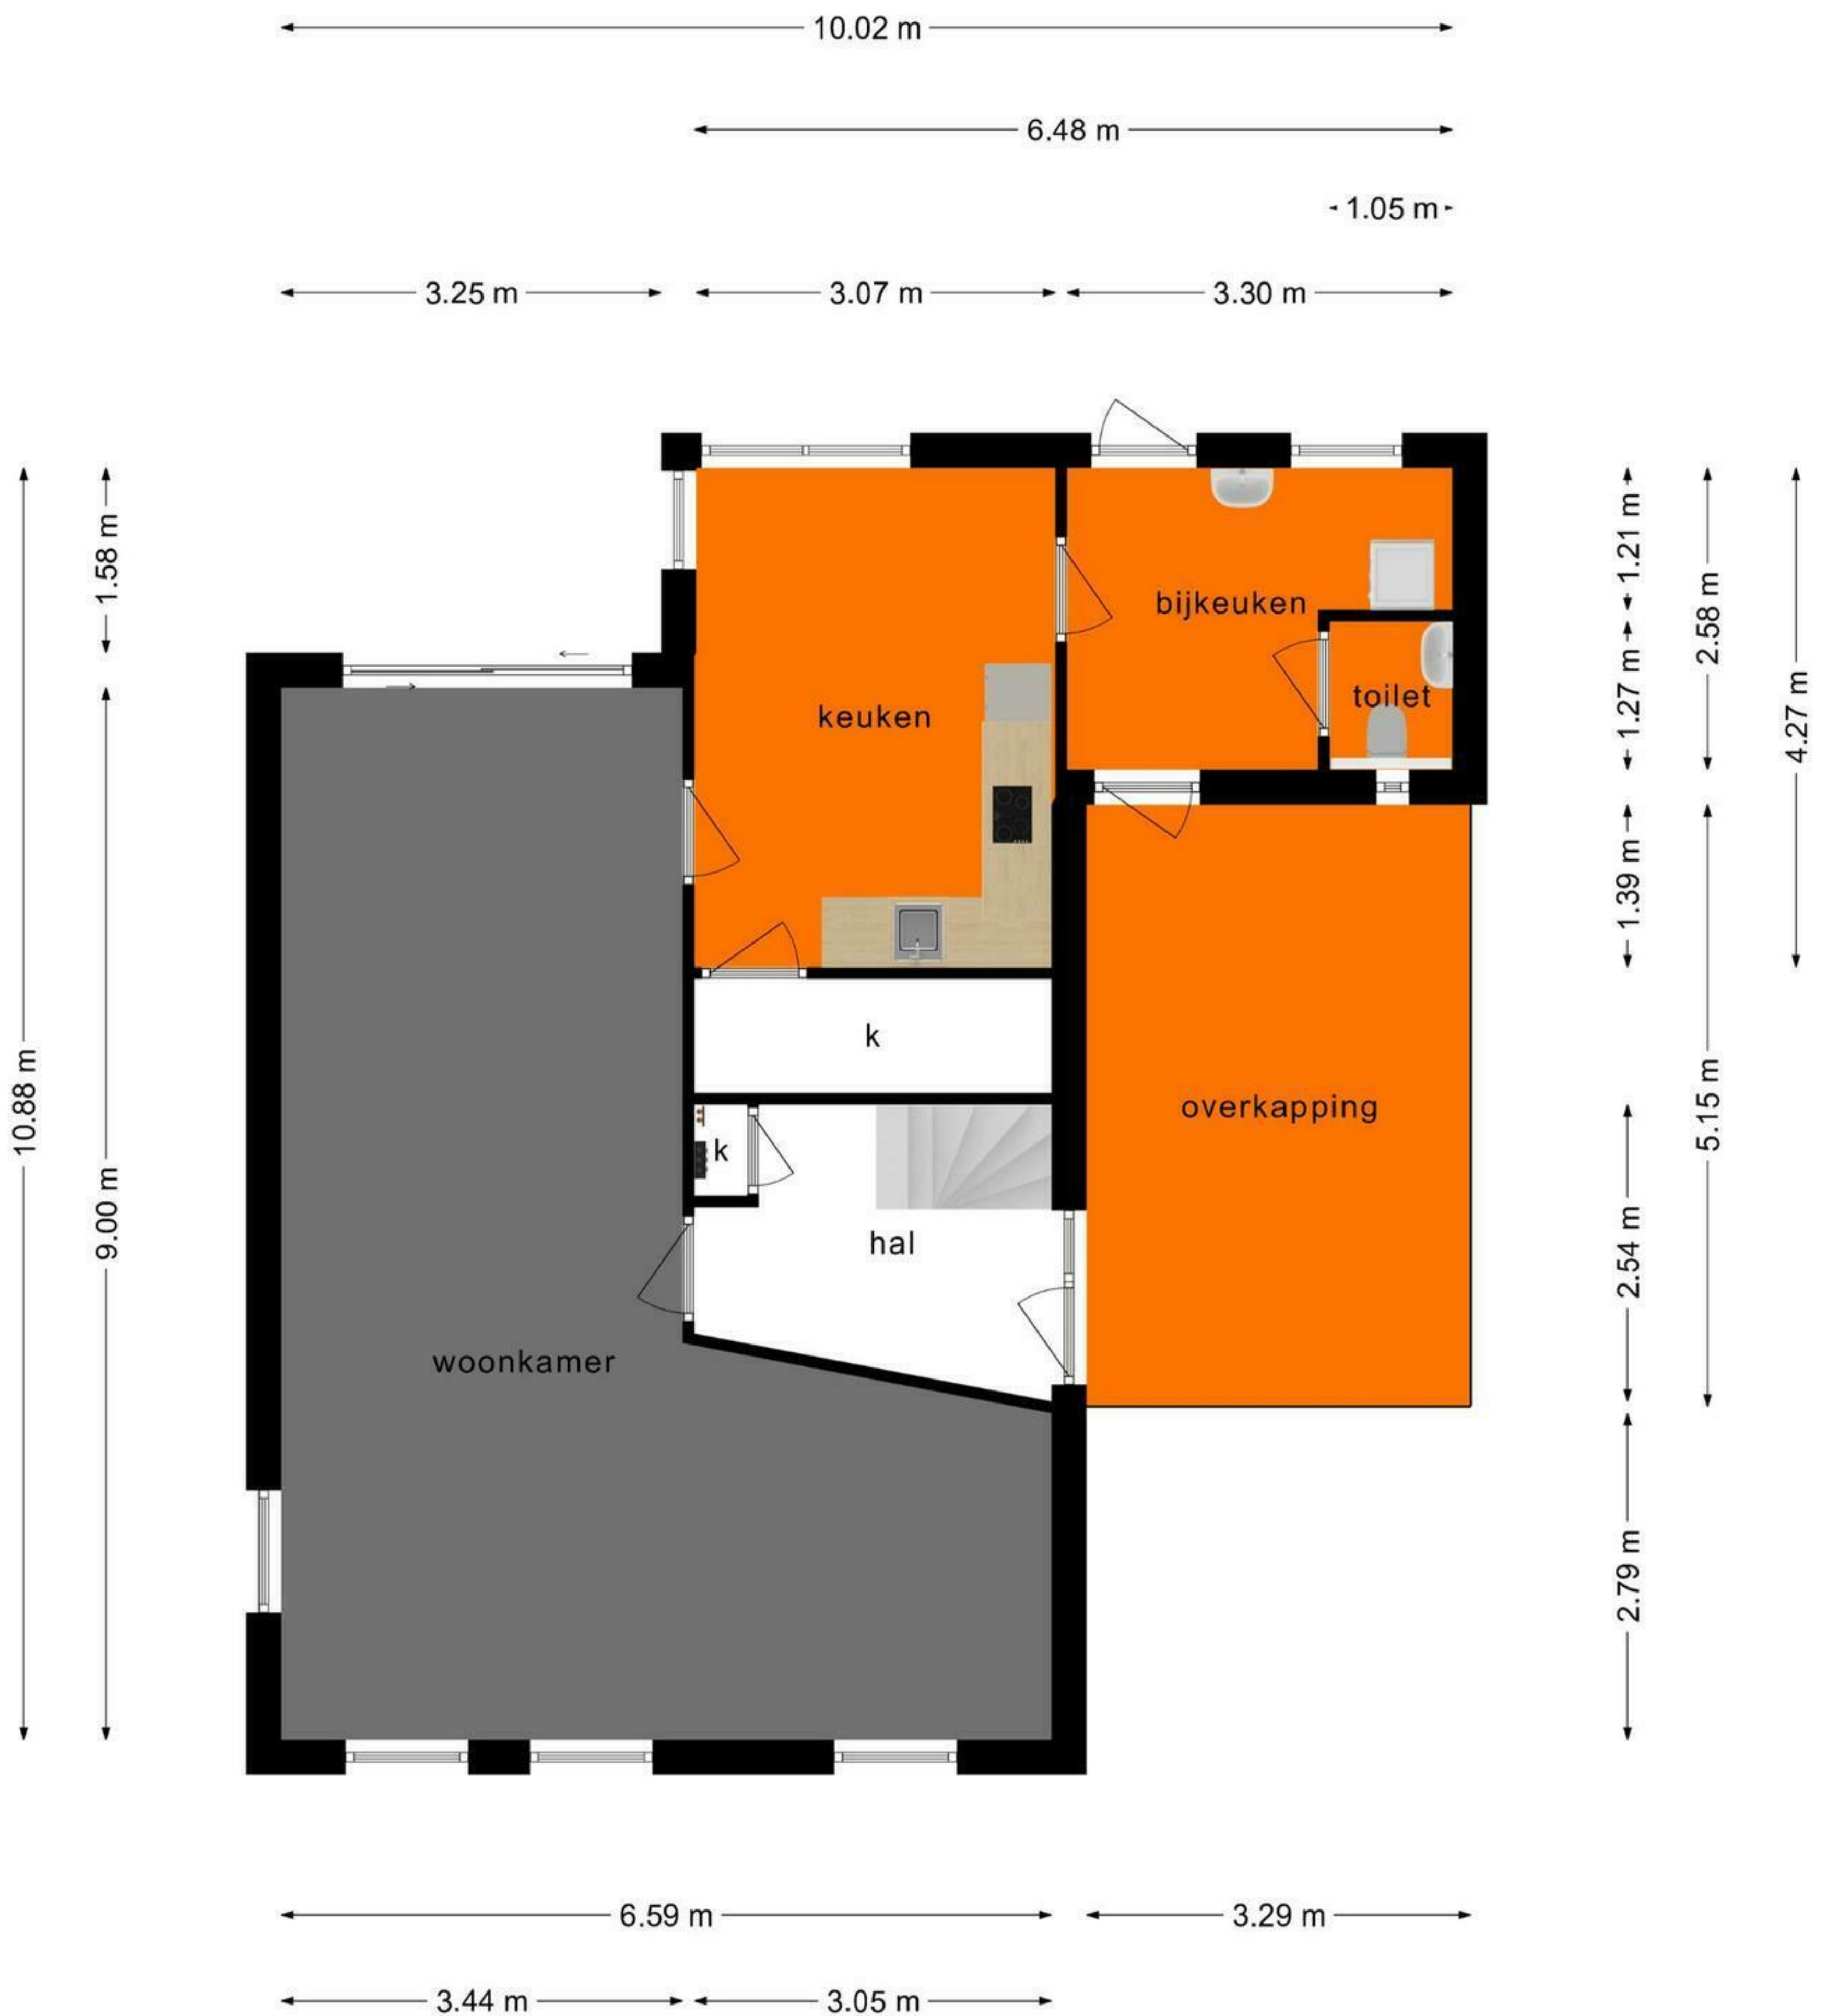 10.02 m
6.48 m
1.05 m
3.25 m
3.07 m
3.30 m
1.58 m
1.21 m
2.58 m
bijkeuken
1.27 m
toilet
keuken
4.27 m
1.39 m
k
10.88 m
overkapping
5.15 m
k
9.00 m
hal
2.54 m
woonkamer
2.79 m
6.59 m
3.29 m
3.44 m
3.05 m